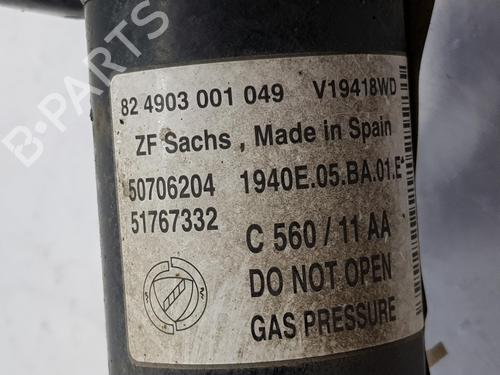 82 4903 001 049 V19418WD
ZF Sachs , Made in Spain
50706204 1940E.05.BA.01.E
51767332
C 560 / 11 AA
DO NOT OPEN
GAS PRESSURE
B-PARTS